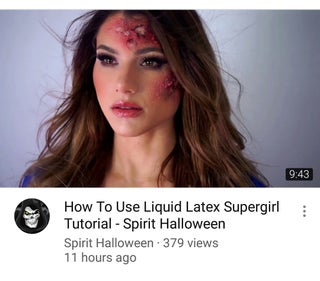 9:43
How To Use Liquid Latex Supergirl
Tutorial - Spirit Halloween
Spirit Halloween · 379 views
11 hours ago